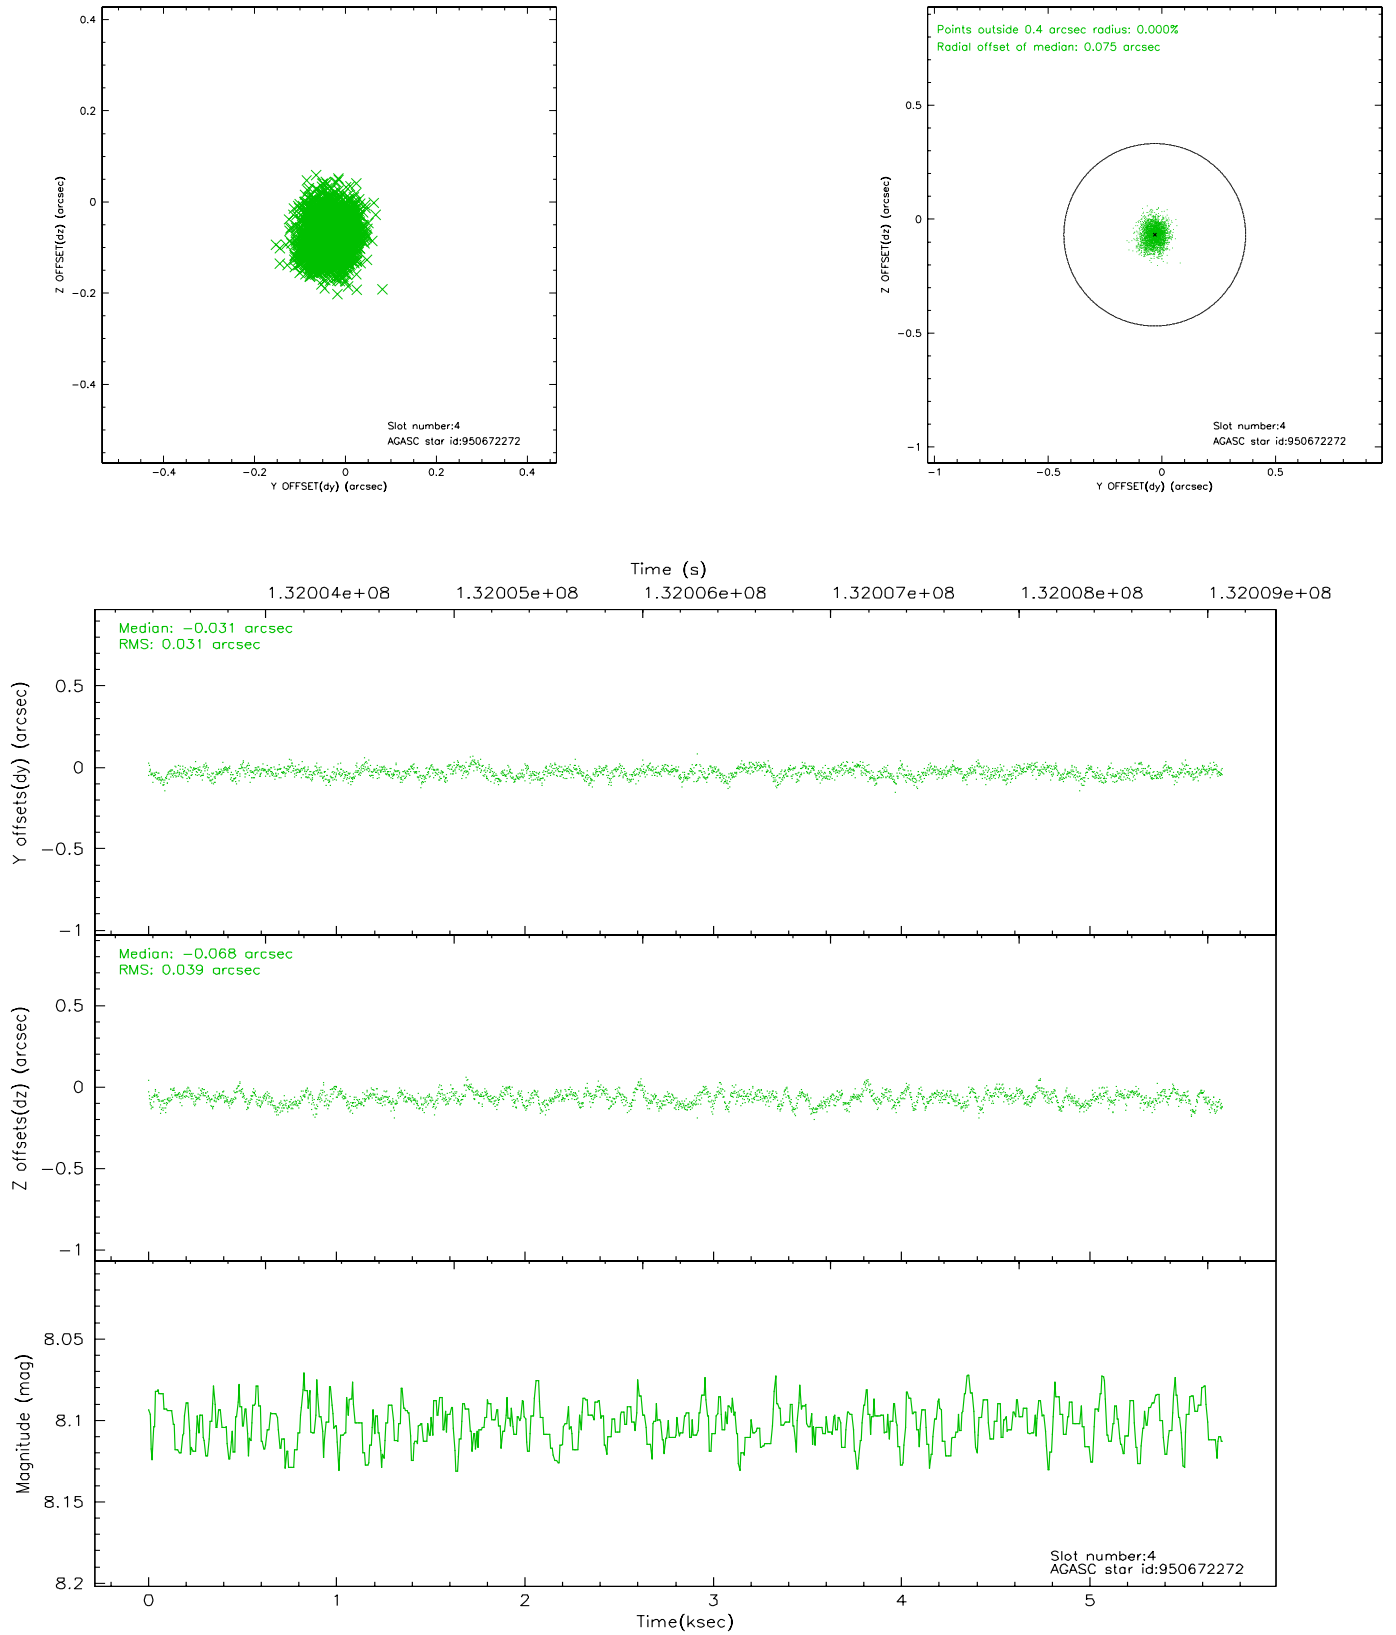 0.4
0.2
0
−0.2
−0.4
Z OFFSET(dz) (arcsec)
−0.4 −0.2 0 0.2 0.4
Y OFFSET(dy) (arcsec)
Slot number:4
AGASC star id:950672272
Points outside 0.4 arcsec radius: 0.000%
Radial offset of median: 0.075 arcsec
0.5
0
−0.5
−1
Z OFFSET(dz) (arcsec)
−1 −0.5 0 0.5
Y OFFSET(dy) (arcsec)
Slot number:4
AGASC star id:950672272
Time (s)
1.32004e+08 1.32005e+08 1.32006e+08 1.32007e+08 1.32008e+08 1.32009e+08
Median: −0.031 arcsec
RMS: 0.031 arcsec
0.5
0
−0.5
−1
Y offsets(dy) (arcsec)
Median: −0.068 arcsec
RMS: 0.039 arcsec
0.5
0
−0.5
−1
Z offsets(dz) (arcsec)
8.05
8.1
8.15
8.2
Magnitude (mag)
Slot number:4
AGASC star id:950672272
0 1 2 3 4 5
Time(ksec)